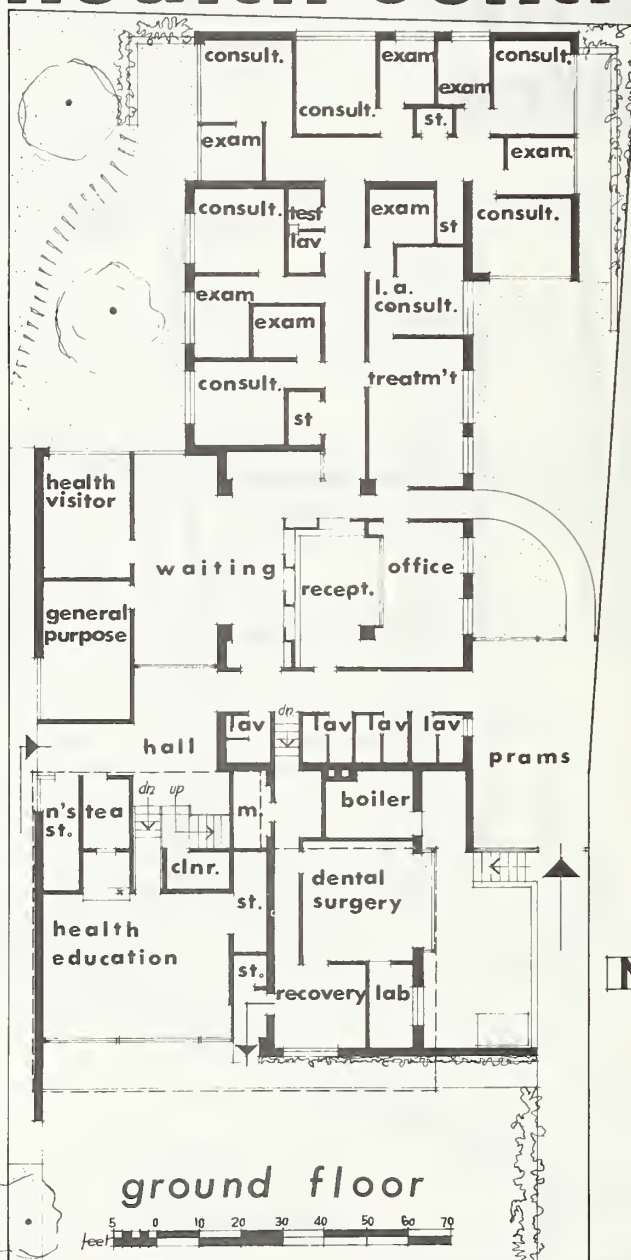 consult.
exam
consult.
consult.
exam
st.
exam
exam
consult.
test
exam
consult.
lav
st
exam
l. a.
consult.
exam
consult.
treatm't
st
health
visitor
waiting
recept.
office
general
purpose
dn
lav
lav
lav
lav
hall
prams
dn
up
n's
st.
tea
m.
boiler
clnr.
dental
surgery
st.
health
education
st.
recovery
lab
ground floor
5 0 10 20 30 40 50 60 70
feet